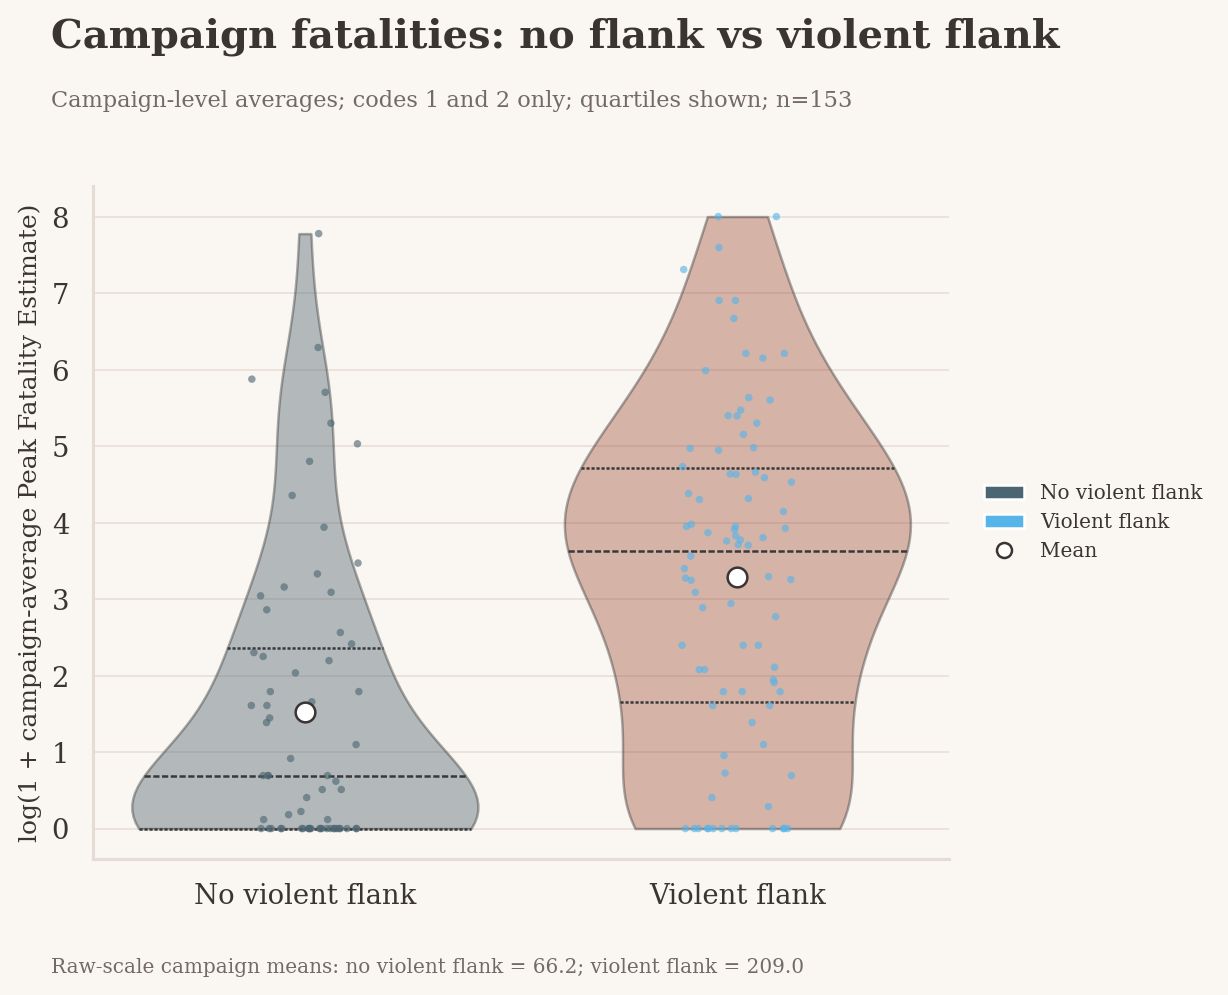 Campaign fatalities: no flank vs violent flank
Campaign-level averages; codes 1 and 2 only; quartiles shown; n=153
log(1 + campaign-average Peak Fatality Estimate)
8
7
6
5
4
3
2
1
0
No violent flank
Violent flank
No violent flank
Violent flank
Mean
Raw-scale campaign means: no violent flank = 66.2; violent flank = 209.0